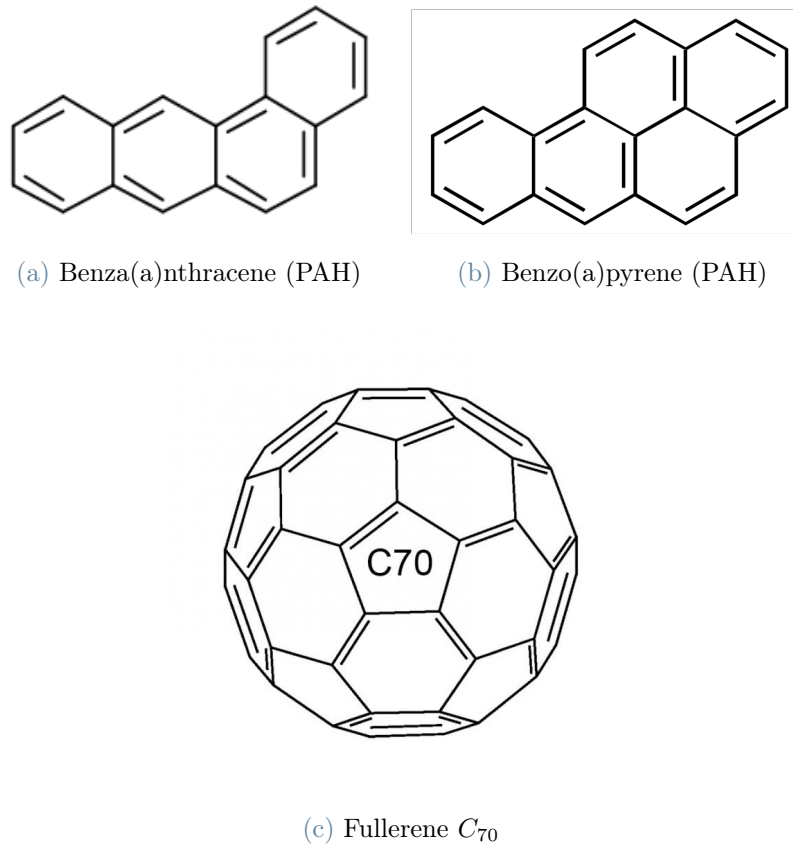 (a) Benza(a)nthracene (PAH)
(b) Benzo(a)pyrene (PAH)
C70
(c) Fullerene C₇₀